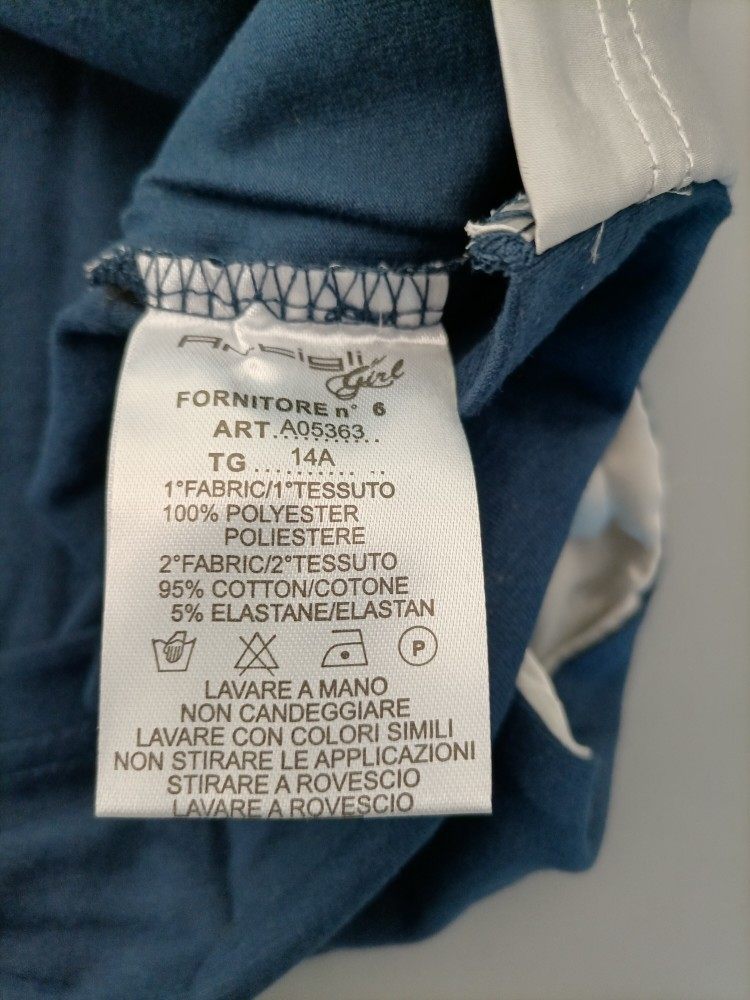 Artigli
Girl
FORNITORE n° 6
ART. A05363
TG 14A
1°FABRIC/1°TESSUTO
100% POLYESTER
POLIESTERE
2°FABRIC/2°TESSUTO
95% COTTON/COTONE
5% ELASTANE/ELASTAN
P
LAVARE A MANO
NON CANDEGGIARE
LAVARE CON COLORI SIMILI
NON STIRARE LE APPLICAZIONI
STIRARE A ROVESCIO
LAVARE A ROVESCIO